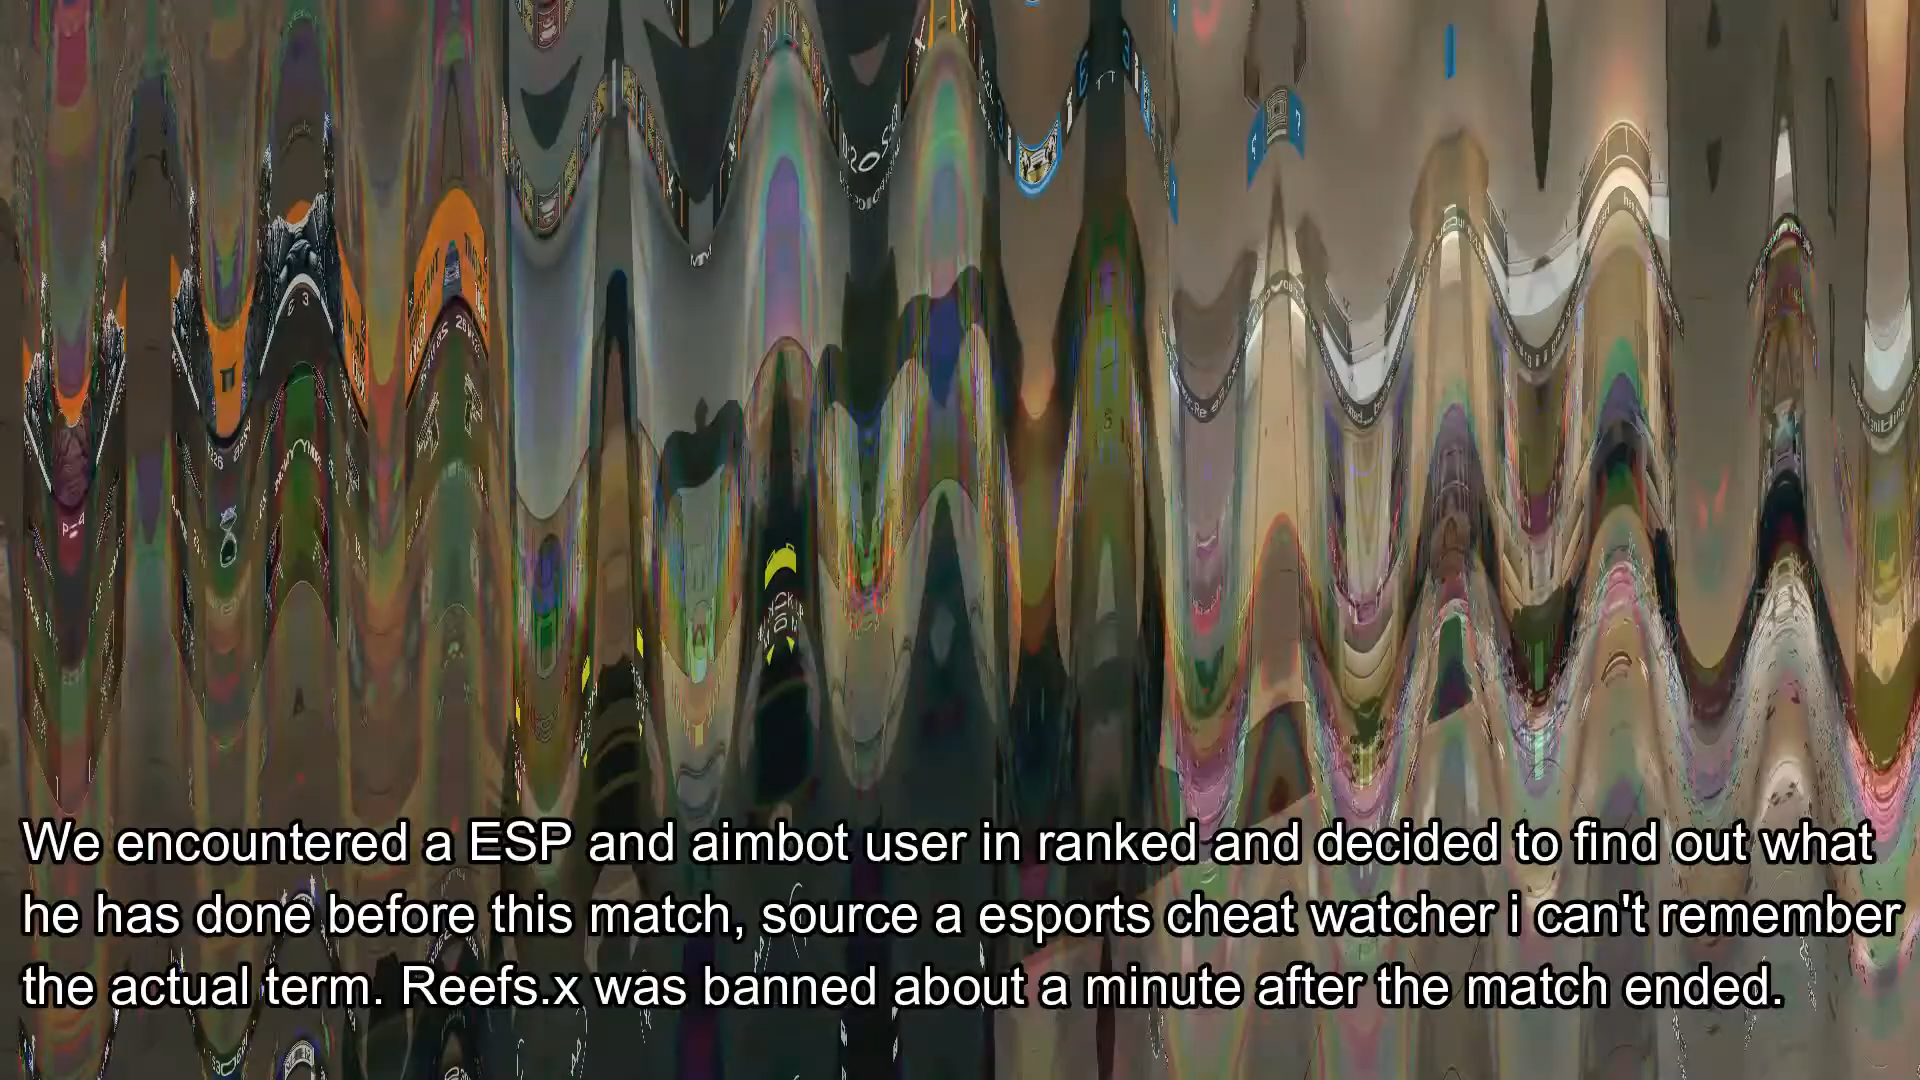 We encountered a ESP and aimbot user in ranked and decided to find out what
he has done before this match, source a esports cheat watcher i can't remember
the actual term. Reefs.x was banned about a minute after the match ended.